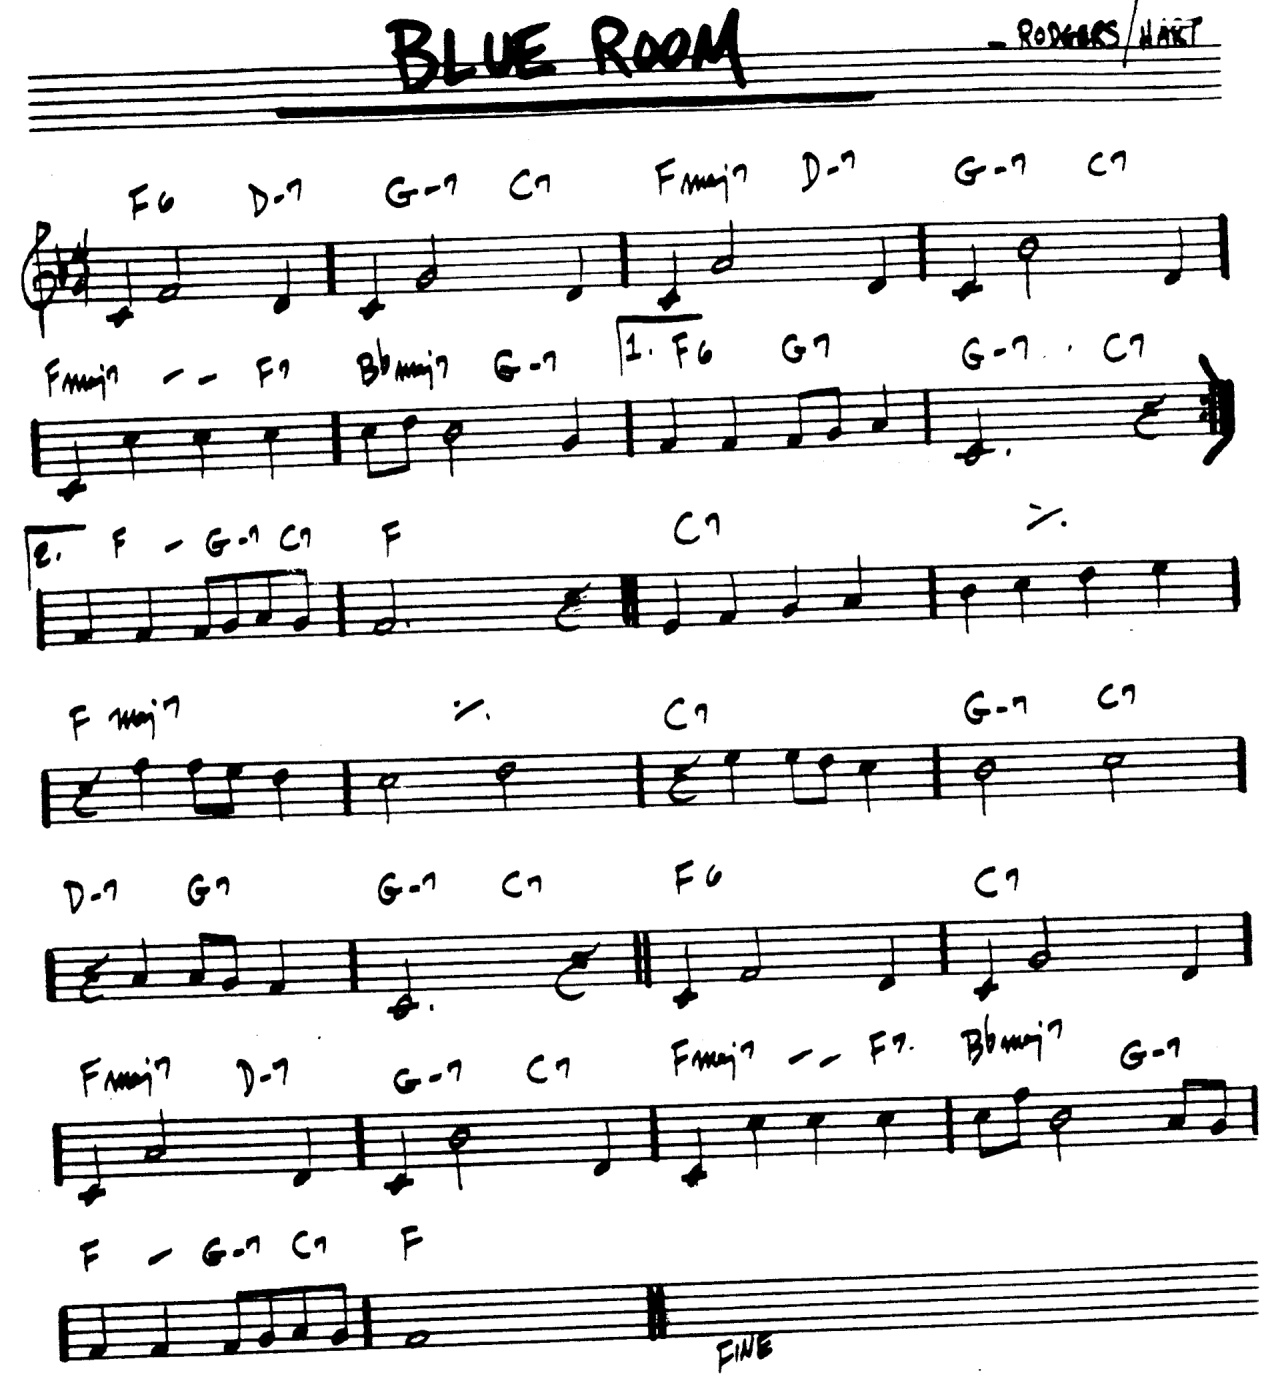 BLUE ROOM
- RODGERS/HART
F6 D-7 G-7 C7 Fmaj7 D-7 G-7 C7
Fmaj7 - - F7 Bbmaj7 G-7 1. F6 G7 G-7 C7
2. F - G-7 C7 F C7 ٪
F maj7 ٪ C7 G-7 C7
D-7 G7 G-7 C7 F6 C7
Fmaj7 D-7 G-7 C7 Fmaj7 - - F7. Bbmaj7 G-7
F - G-7 C7 F
FINE